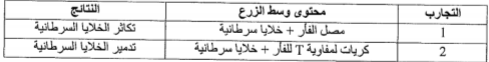 التجارب محتوى وسط الزرع النتائج
1 مصل الفأر + خلايا سرطانية تكاثر الخلايا السرطانية
2 كريات لمفاوية T للفأر + خلايا سرطانية تدمير الخلايا السرطانية